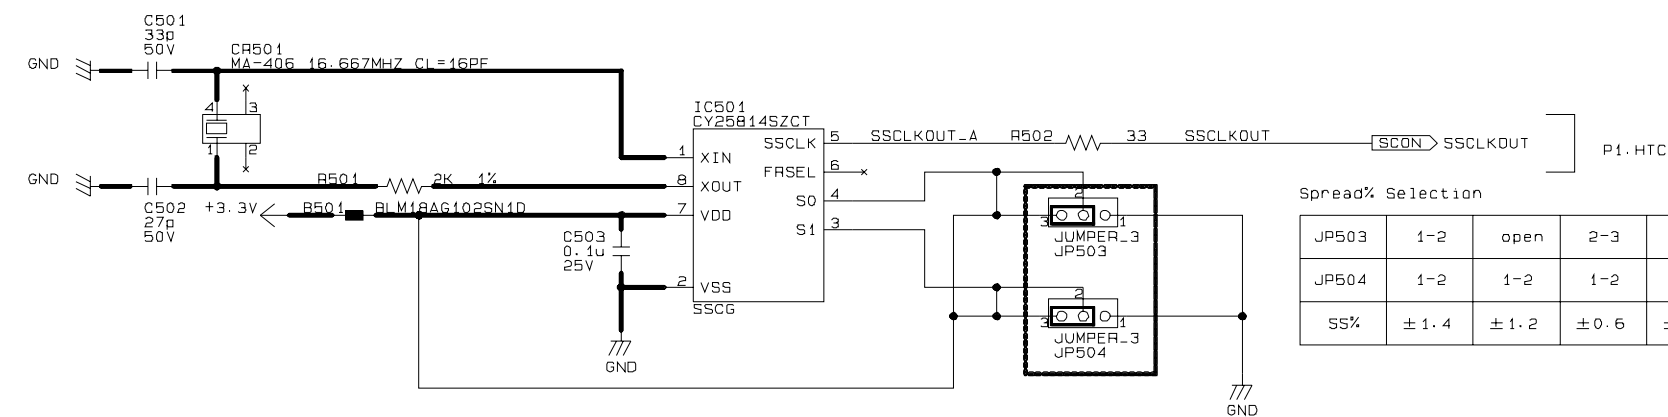 C501
33p
50V
GND
CR501
MA-406 16.667MHZ CL=16PF
4
3
1
2
GND
C502
27p
50V
R501 2K 1%
+3.3V
B501 BLM18AG102SN1D
C503
0.1u
25V
GND
IC501
CY25814SZCT
1 XIN
8 XOUT
7 VDD
2 VSS
SSCLK 5
FRSEL 6
S0 4
S1 3
SSCG
SSCLKOUT_A R502 33 SSCLKOUT
SCON SSCLKOUT
P1.HTC
2
3
1
JUMPER_3
JP503
2
3
1
JUMPER_3
JP504
GND
Spread% Selection
JP503 1-2 open 2-3
JP504 1-2 1-2 1-2
SS% ±1.4 ±1.2 ±0.6 ±